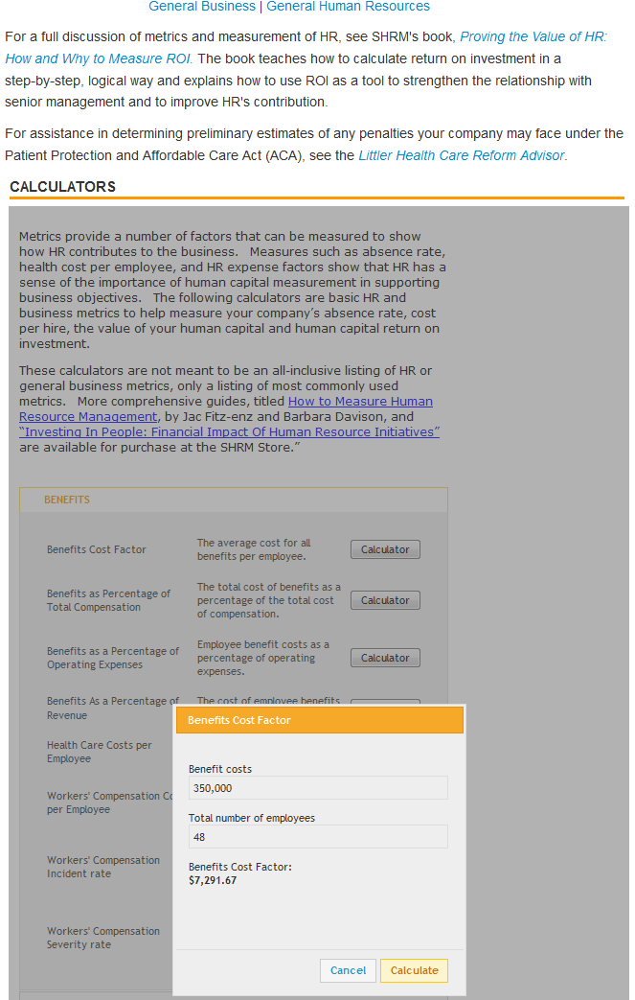 General Business | General Human Resources
For a full discussion of metrics and measurement of HR, see SHRM's book, Proving the Value of HR:
How and Why to Measure ROI. The book teaches how to calculate return on investment in a
step-by-step, logical way and explains how to use ROI as a tool to strengthen the relationship with
senior management and to improve HR's contribution.
For assistance in determining preliminary estimates of any penalties your company may face under the
Patient Protection and Affordable Care Act (ACA), see the Littler Health Care Reform Advisor.
CALCULATORS
Metrics provide a number of factors that can be measured to show
how HR contributes to the business. Measures such as absence rate,
health cost per employee, and HR expense factors show that HR has a
sense of the importance of human capital measurement in supporting
business objectives. The following calculators are basic HR and
business metrics to help measure your company's absence rate, cost
per hire, the value of your human capital and human capital return on
investment.
These calculators are not meant to be an all-inclusive listing of HR or
general business metrics, only a listing of most commonly used
metrics. More comprehensive guides, titled How to Measure Human
Resource Management, by Jac Fitz-enz and Barbara Davison, and
“Investing In People: Financial Impact Of Human Resource Initiatives”
are available for purchase at the SHRM Store.”
BENEFITS
Benefits Cost Factor
The average cost for all
benefits per employee.
Calculator
Benefits as Percentage of
Total Compensation
The total cost of benefits as a
percentage of the total cost
of compensation.
Calculator
Benefits as a Percentage of
Operating Expenses
Employee benefit costs as a
percentage of operating
expenses.
Calculator
Benefits As a Percentage of
Revenue
The cost of employee benefits
Health Care Costs per
Employee
Workers' Compensation
per Employee
Workers' Compensation
Incident rate
Workers' Compensation
Severity rate
Benefits Cost Factor
Benefit costs
350,000
Total number of employees
48
Benefits Cost Factor:
$7,291.67
Cancel
Calculate